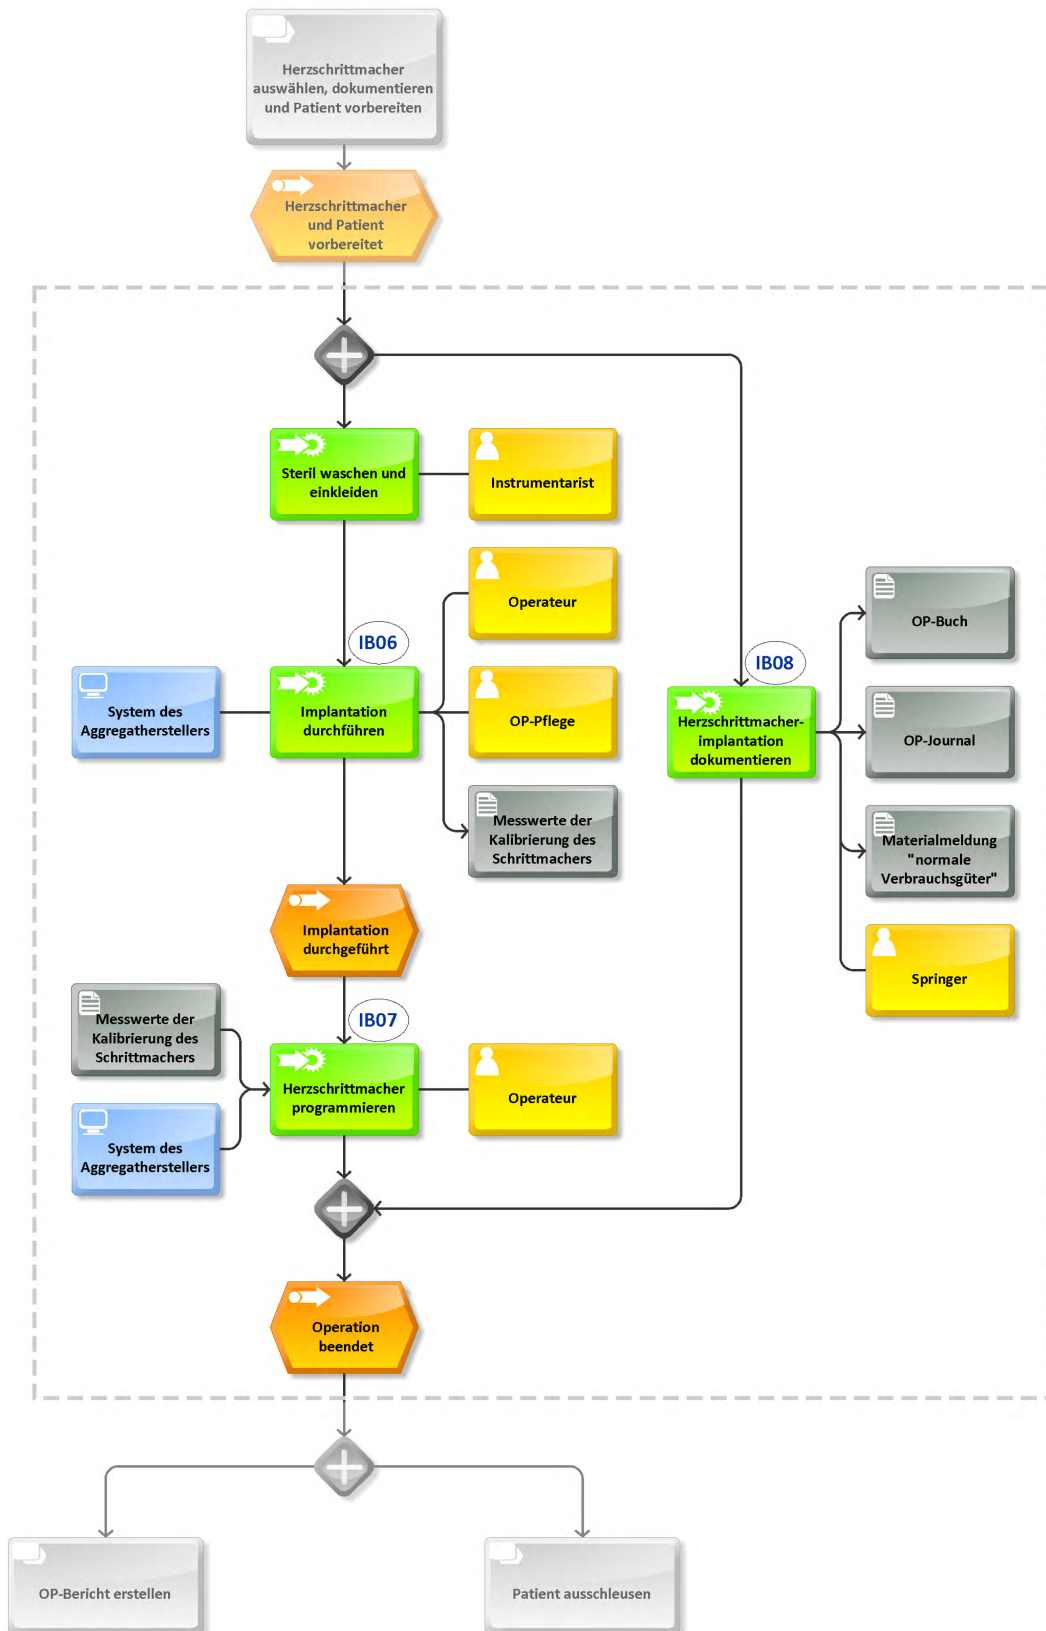 Herzschrittmacher
auswählen, dokumentieren
und Patient vorbereiten
Herzschrittmacher
und Patient
vorbereitet
Steril waschen und
einkleiden
Instrumentarist
Operateur
IB06
System des
Aggregatherstellers
Implantation
durchführen
OP-Pflege
Messwerte der
Kalibrierung des
Schrittmachers
IB08
Herzschrittmacher-
implantation
dokumentieren
OP-Buch
OP-Journal
Materialmeldung
"normale
Verbrauchsgüter"
Springer
Implantation
durchgeführt
IB07
Messwerte der
Kalibrierung des
Schrittmachers
System des
Aggregatherstellers
Herzschrittmacher
programmieren
Operateur
Operation
beendet
OP-Bericht erstellen
Patient ausschleusen